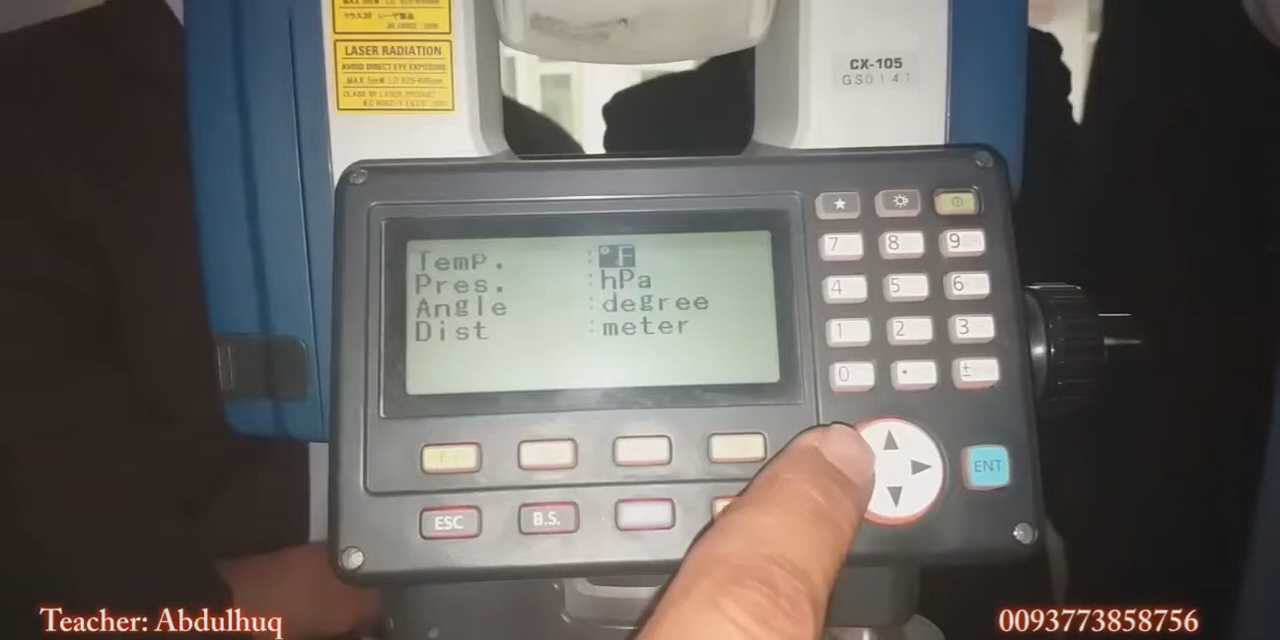 LASER RADIATION
AVOID DIRECT EYE EXPOSURE
CX-105
GS0141
Temp. :°F
Pres. :hPa
Angle :degree
Dist :meter
7 8 9
4 5 6
1 2 3
0 . ±
ENT
ESC B.S.
Teacher: Abdulhuq
0093773858756